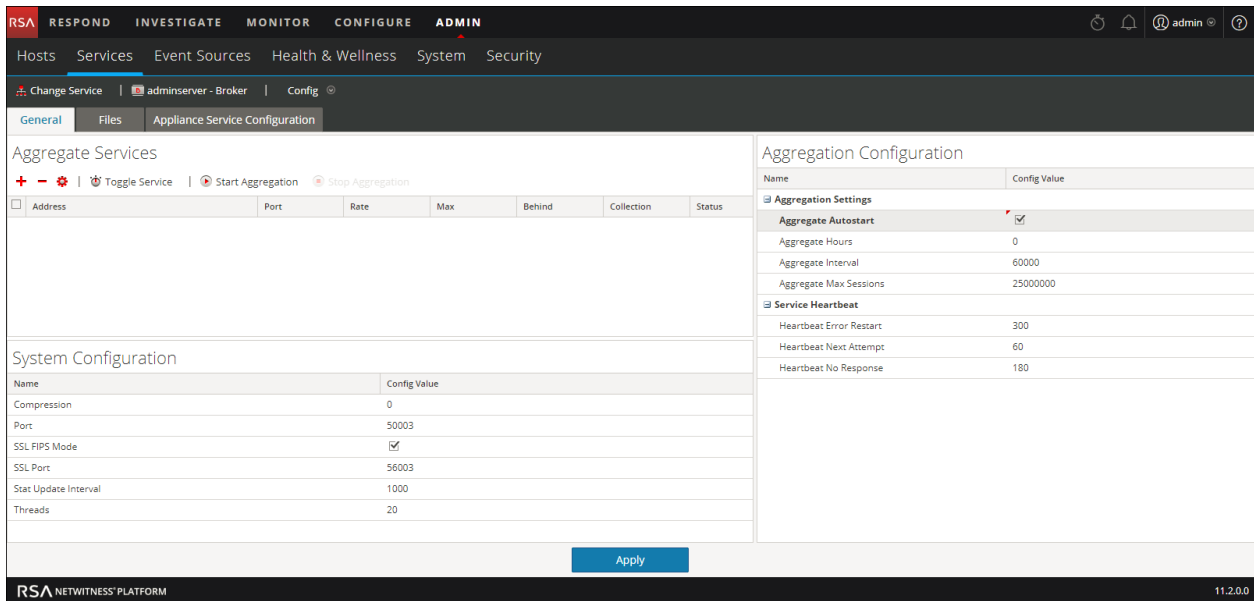 RSA RESPOND INVESTIGATE MONITOR CONFIGURE ADMIN admin
Hosts Services Event Sources Health & Wellness System Security
Change Service | adminserver - Broker | Config
General Files Appliance Service Configuration
Aggregate Services
Toggle Service | Start Aggregation Stop Aggregation
Address Port Rate Max Behind Collection Status
System Configuration
Name Config Value
Compression 0
Port 50003
SSL FIPS Mode
SSL Port 56003
Stat Update Interval 1000
Threads 20
Aggregation Configuration
Name Config Value
Aggregation Settings
Aggregate Autostart
Aggregate Hours 0
Aggregate Interval 60000
Aggregate Max Sessions 25000000
Service Heartbeat
Heartbeat Error Restart 300
Heartbeat Next Attempt 60
Heartbeat No Response 180
Apply
RSA NETWITNESS® PLATFORM 11.2.0.0